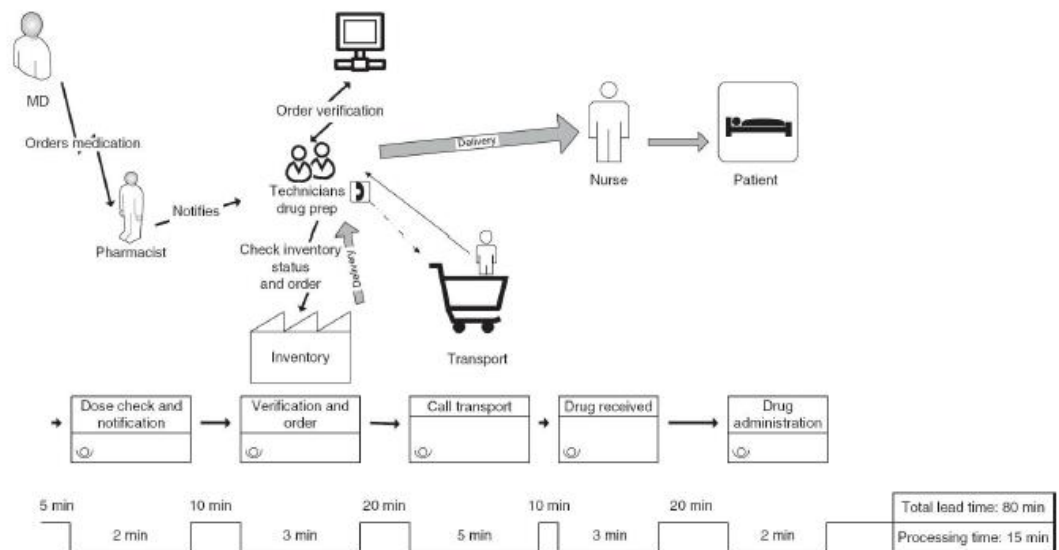 MD
Orders medication
Pharmacist
Notifies
Order verification
Technicians
drug prep
Check inventory
status
and order
Delivery
Inventory
Delivery
Transport
Nurse
Patient
Dose check and
notification
Verification and
order
Call transport
Drug received
Drug
administration
5 min
10 min
20 min
10 min
20 min
Total lead time: 80 min
2 min
3 min
5 min
3 min
2 min
Processing time: 15 min